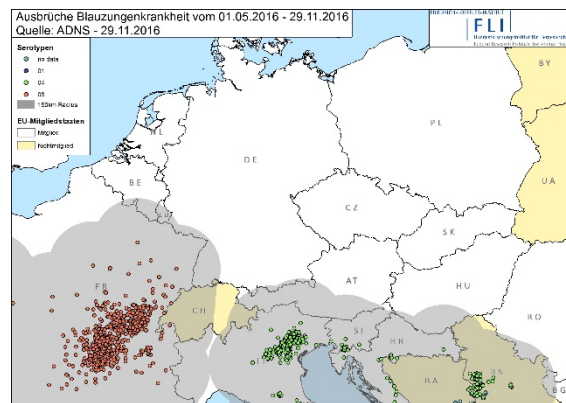 Ausbrüche Blauzungenkrankheit vom 01.05.2016 - 29.11.2016
Quelle: ADNS - 29.11.2016
FLI
Serotypen
no data
01
04
08
150km Radius
EU-Mitgliedstaaten
Mitglied
Nichtmitglied
BY
NL
PL
DE
BE
UA
LU
CZ
SK
FR
AT
HU
CH
RO
SI
HR
IT
BA
RS
BG